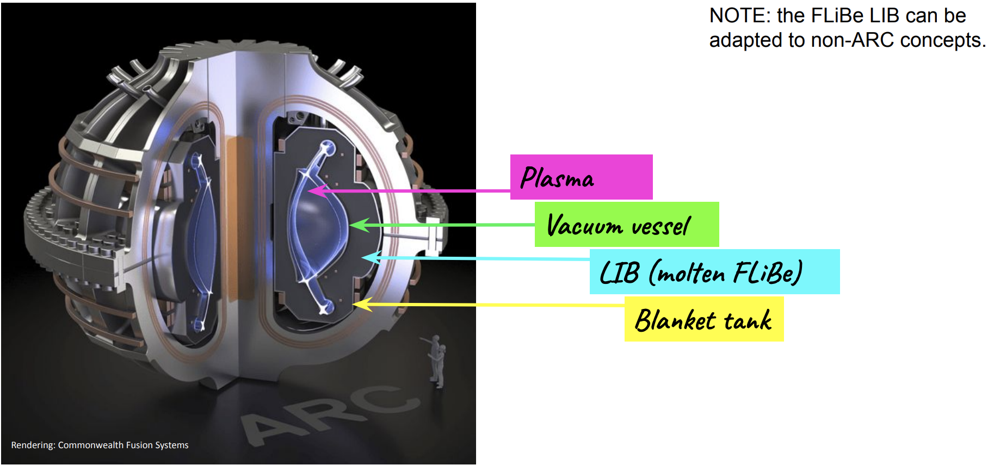 NOTE: the FLiBe LIB can be
adapted to non-ARC concepts.
Plasma
Vacuum vessel
LIB (molten FLiBe)
Blanket tank
ARC
Rendering: Commonwealth Fusion Systems